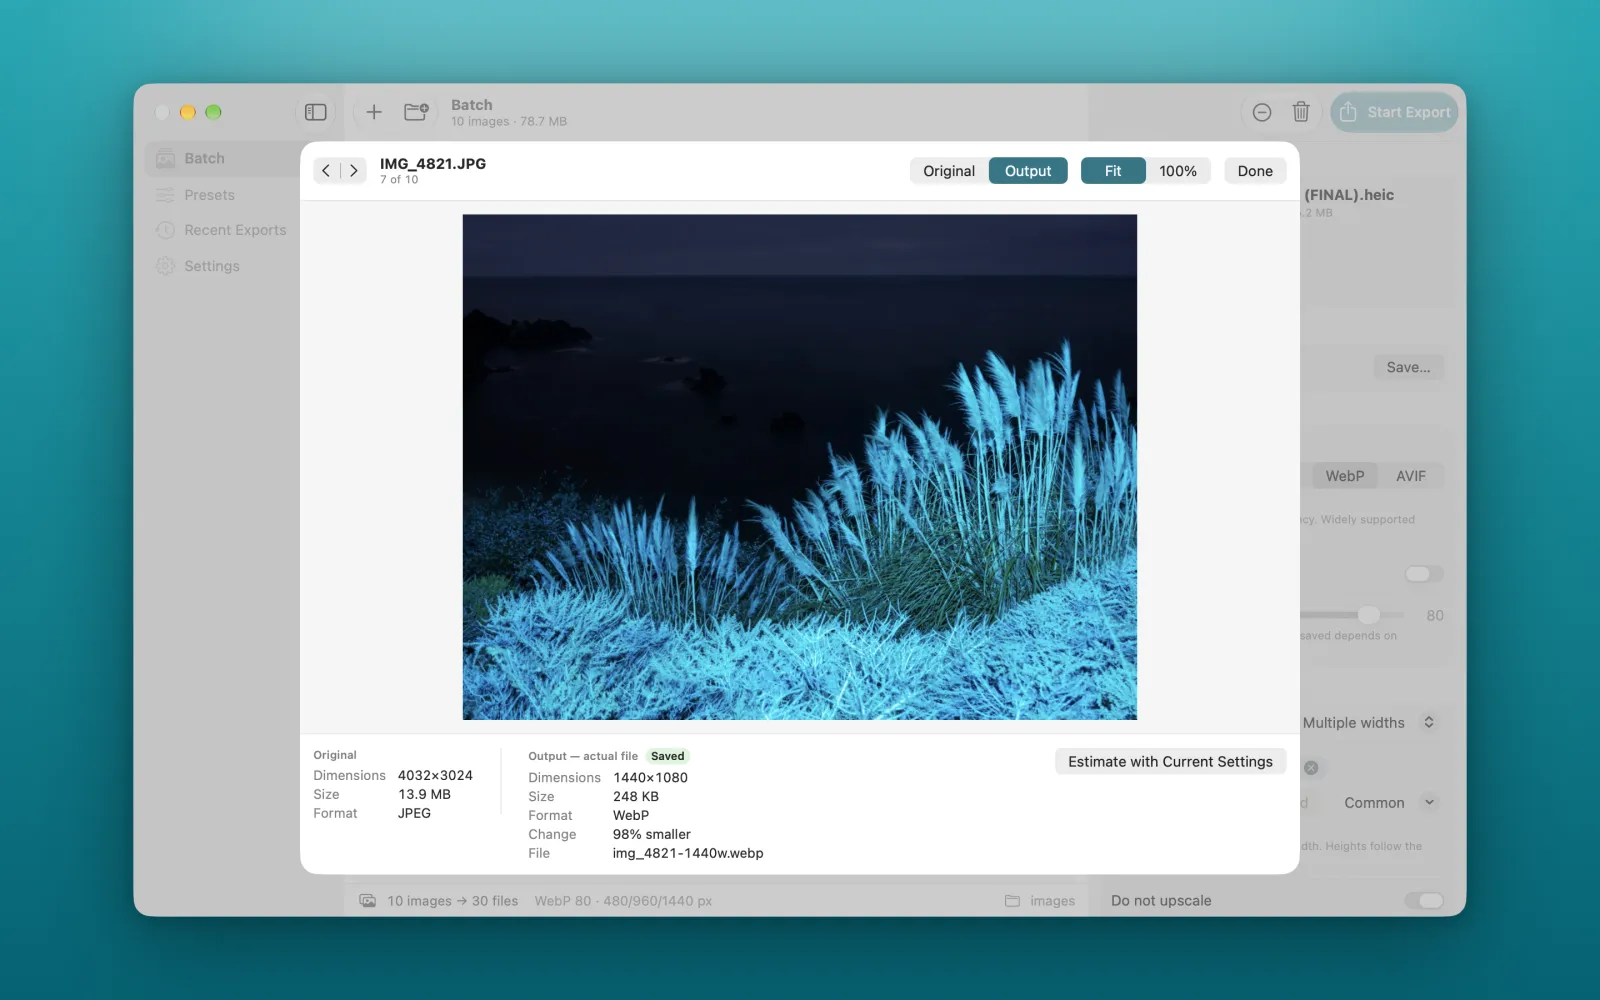 Batch
10 images · 78.7 MB
Start Export
Batch
Presets
Recent Exports
Settings
IMG_4821.JPG
7 of 10
Original
Output
Fit
100%
Done
(FINAL).heic
.2 MB
Save...
WebP
AVIF
cy. Widely supported
80
saved depends on
Multiple widths
Common
dth. Heights follow the
Do not upscale
Original
Dimensions 4032×3024
Size 13.9 MB
Format JPEG
Output — actual file Saved
Dimensions 1440×1080
Size 248 KB
Format WebP
Change 98% smaller
File img_4821-1440w.webp
Estimate with Current Settings
10 images → 30 files
WebP 80 · 480/960/1440 px
images